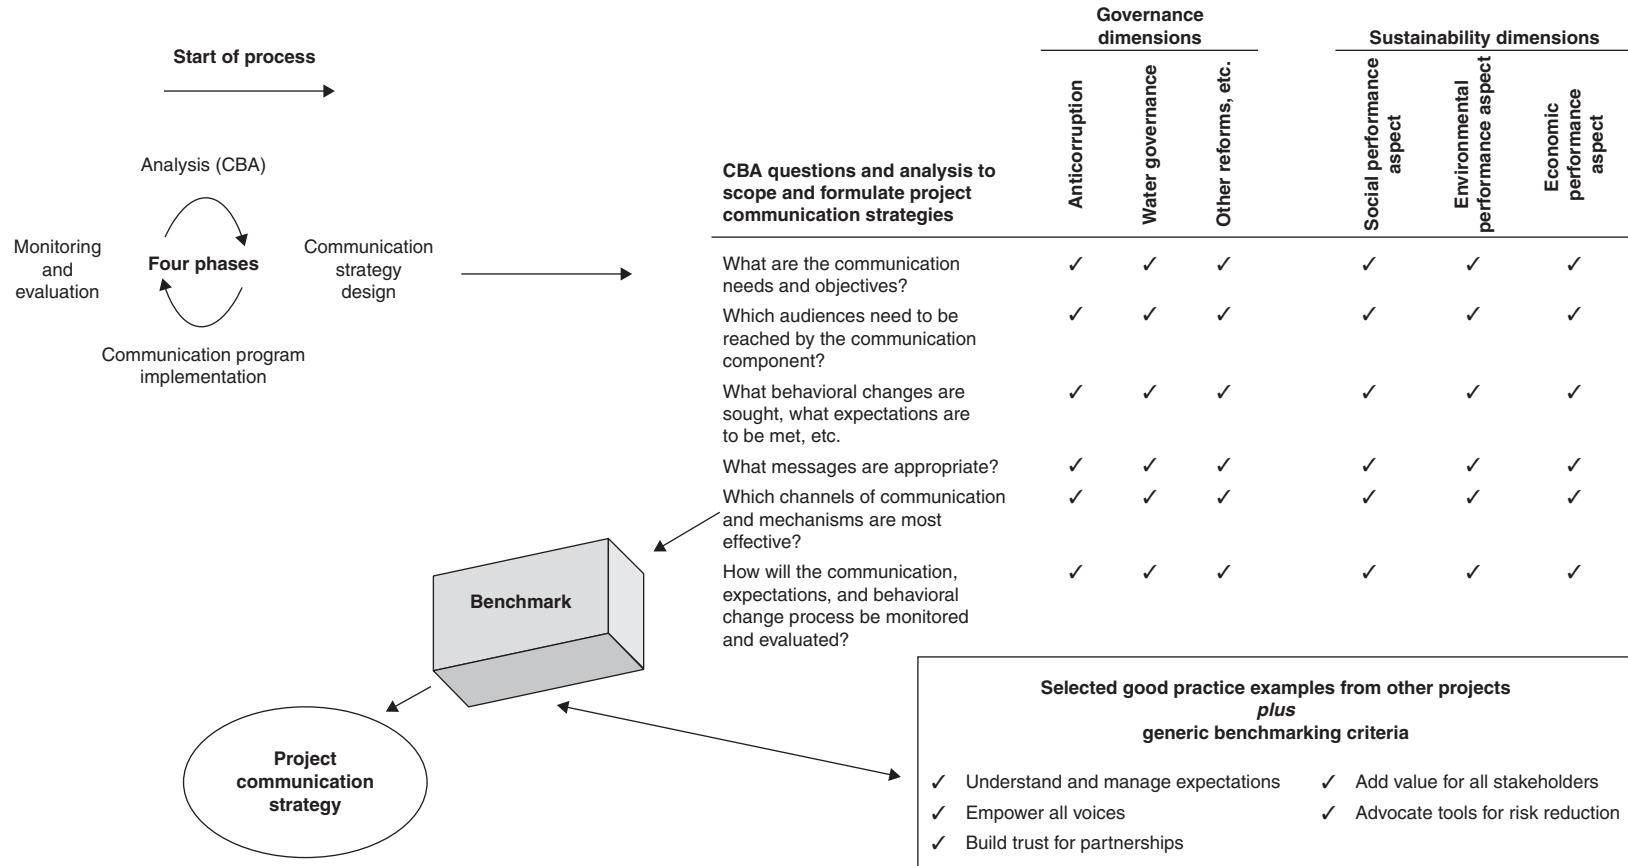 Start of process
Analysis (CBA)
Monitoring
and
evaluation
Four phases
Communication
strategy
design
Communication program
implementation
Governance
dimensions
Sustainability dimensions
Anticorruption
Water governance
Other reforms, etc.
Social performance
aspect
Environmental
performance aspect
Economic
performance
aspect
CBA questions and analysis to
scope and formulate project
communication strategies
What are the communication
needs and objectives?
✓ ✓ ✓ ✓ ✓ ✓
Which audiences need to be
reached by the communication
component?
✓ ✓ ✓ ✓ ✓ ✓
What behavioral changes are
sought, what expectations are
to be met, etc.
✓ ✓ ✓ ✓ ✓ ✓
What messages are appropriate?
✓ ✓ ✓ ✓ ✓ ✓
Which channels of communication
and mechanisms are most
effective?
✓ ✓ ✓ ✓ ✓ ✓
How will the communication,
expectations, and behavioral
change process be monitored
and evaluated?
✓ ✓ ✓ ✓ ✓ ✓
Benchmark
Project
communication
strategy
Selected good practice examples from other projects
plus
generic benchmarking criteria
✓ Understand and manage expectations
✓ Empower all voices
✓ Build trust for partnerships
✓ Add value for all stakeholders
✓ Advocate tools for risk reduction